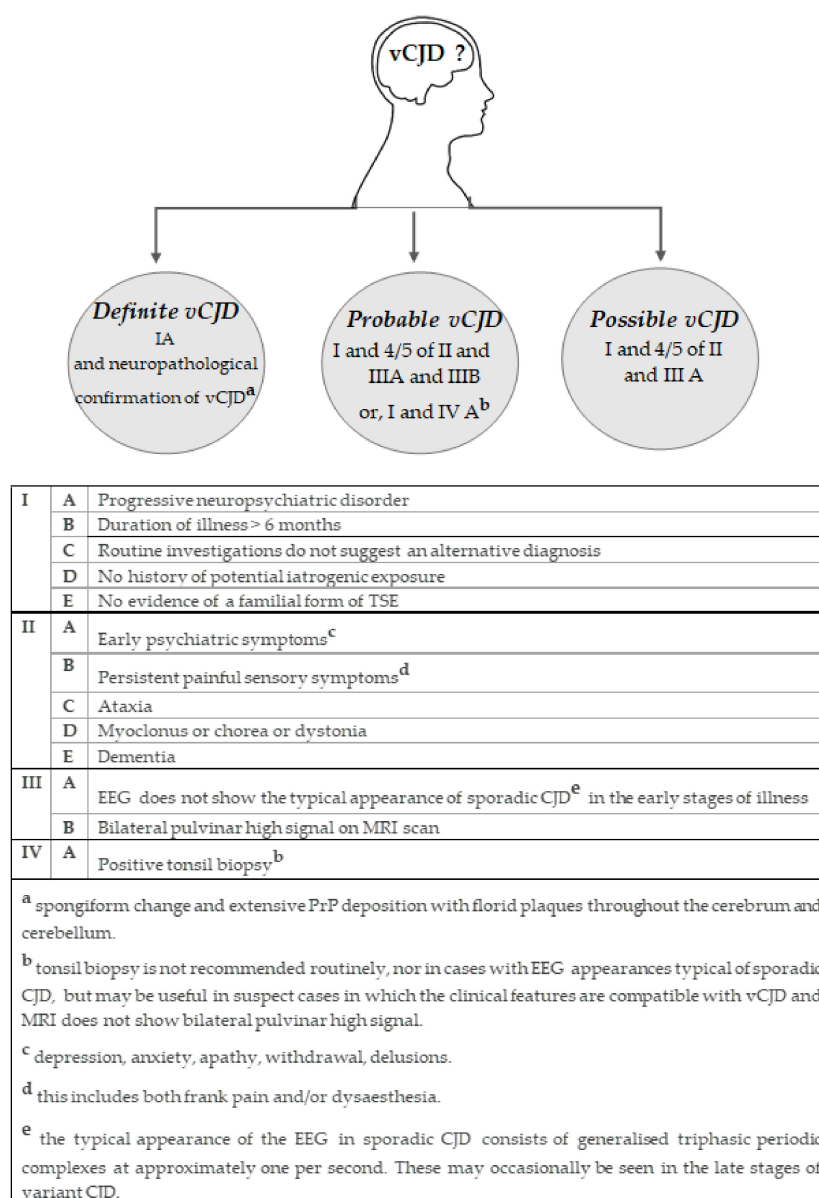 vCJD ?
Definite vCJD
IA
and neuropathological
confirmation of vCJDa
Probable vCJD
I and 4/5 of II and
IIIA and IIIB
or, I and IV Ab
Possible vCJD
I and 4/5 of II
and III A
I A Progressive neuropsychiatric disorder
B Duration of illness > 6 months
C Routine investigations do not suggest an alternative diagnosis
D No history of potential iatrogenic exposure
E No evidence of a familial form of TSE
II A Early psychiatric symptomsc
B Persistent painful sensory symptomsd
C Ataxia
D Myoclonus or chorea or dystonia
E Dementia
III A EEG does not show the typical appearance of sporadic CJDe in the early stages of illness
B Bilateral pulvinar high signal on MRI scan
IV A Positive tonsil biopsyb
a spongiform change and extensive PrP deposition with florid plaques throughout the cerebrum and
cerebellum.
b tonsil biopsy is not recommended routinely, nor in cases with EEG appearances typical of sporadic
CJD, but may be useful in suspect cases in which the clinical features are compatible with vCJD and
MRI does not show bilateral pulvinar high signal.
c depression, anxiety, apathy, withdrawal, delusions.
d this includes both frank pain and/or dysaesthesia.
e the typical appearance of the EEG in sporadic CJD consists of generalised triphasic periodic
complexes at approximately one per second. These may occasionally be seen in the late stages of
variant CJD.